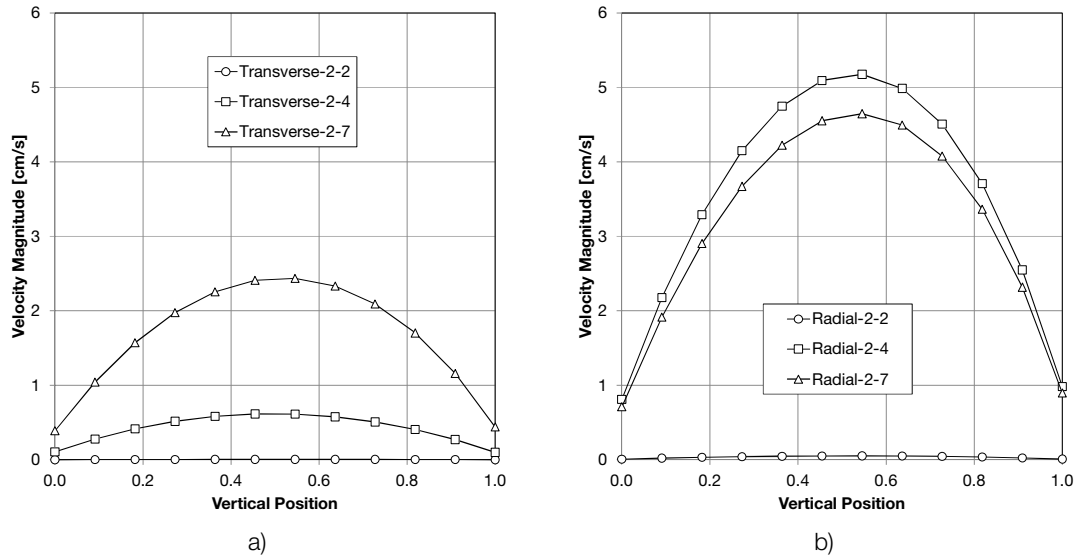 6
5
4
3
2
1
0
Velocity Magnitude [cm/s]
Transverse-2-2
Transverse-2-4
Transverse-2-7
0.0 0.2 0.4 0.6 0.8 1.0
Vertical Position
a)
6
5
4
3
2
1
0
Velocity Magnitude [cm/s]
Radial-2-2
Radial-2-4
Radial-2-7
0.0 0.2 0.4 0.6 0.8 1.0
Vertical Position
b)